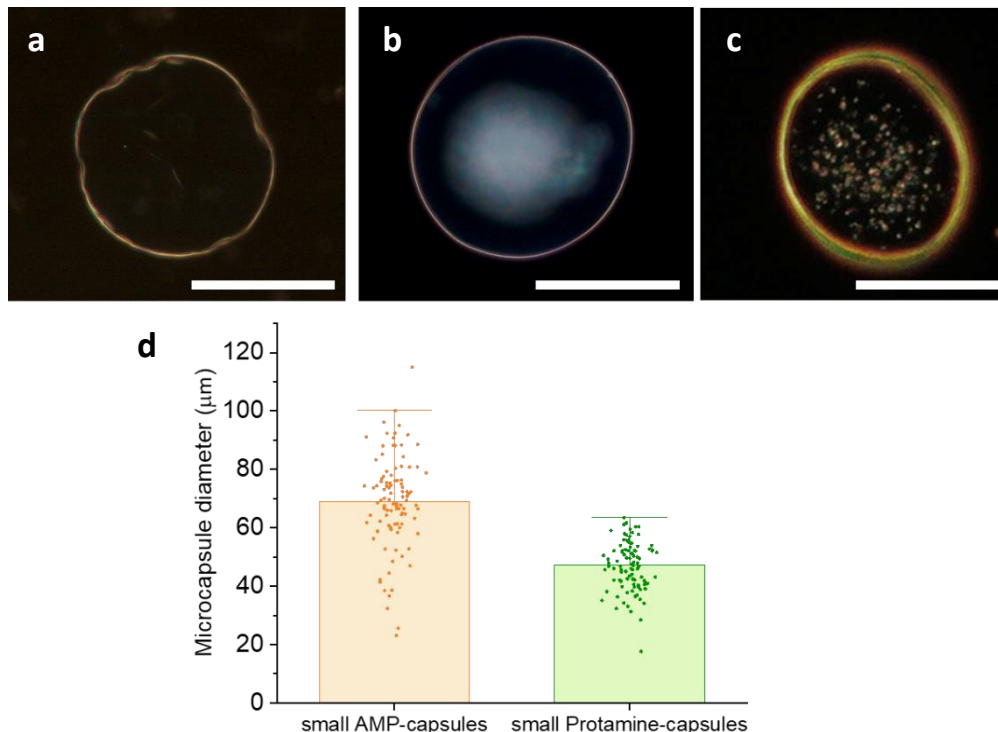 a
b
c
d
Microcapsule diameter (μm)
120
100
80
60
40
20
0
small AMP-capsules
small Protamine-capsules